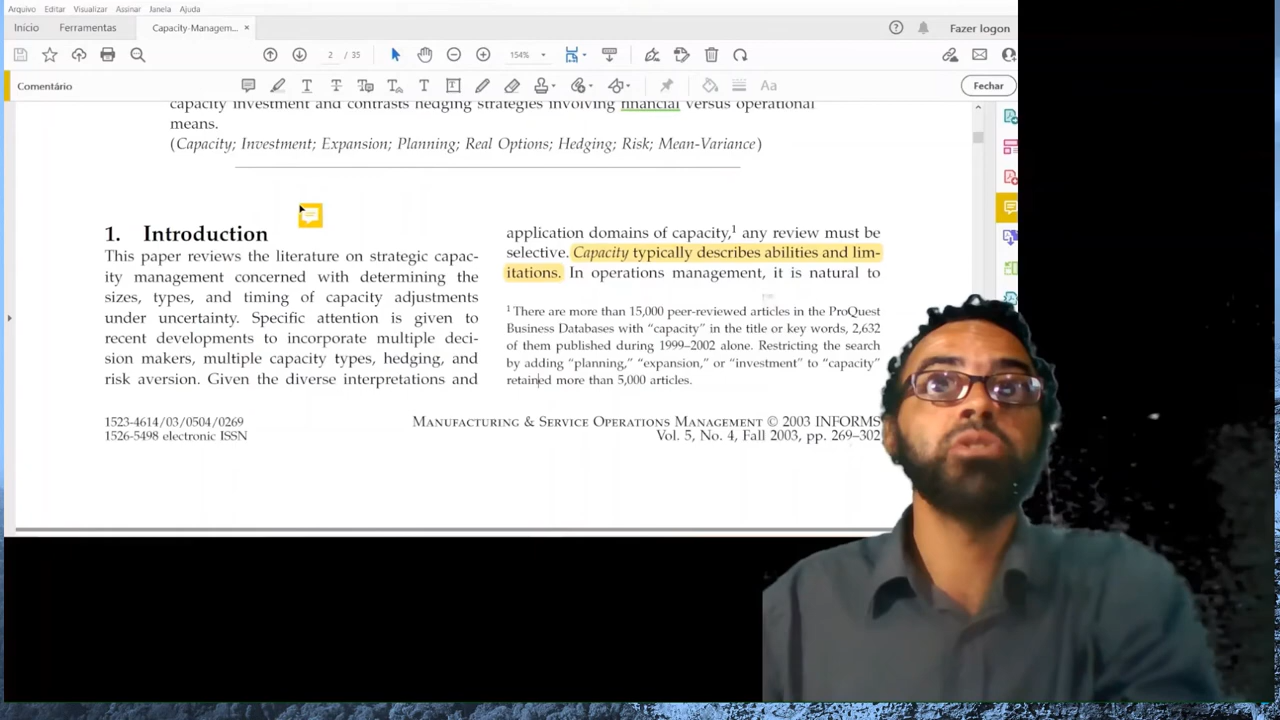 Arquivo Editar Visualizar Assinar Janela Ajuda
Início Ferramentas Capacity-Managem... × Fazer logon
2 / 35 154%
Comentário Aa Fechar
capacity investment and contrasts hedging strategies involving financial versus operational
means.
(Capacity; Investment; Expansion; Planning; Real Options; Hedging; Risk; Mean-Variance)
1. Introduction
This paper reviews the literature on strategic capac-
ity management concerned with determining the
sizes, types, and timing of capacity adjustments
under uncertainty. Specific attention is given to
recent developments to incorporate multiple deci-
sion makers, multiple capacity types, hedging, and
risk aversion. Given the diverse interpretations and
application domains of capacity,¹ any review must be
selective. Capacity typically describes abilities and lim-
itations. In operations management, it is natural to
¹ There are more than 15,000 peer-reviewed articles in the ProQuest
Business Databases with “capacity” in the title or key words, 2,632
of them published during 1999–2002 alone. Restricting the search
by adding “planning,” “expansion,” or “investment” to “capacity”
retained more than 5,000 articles.
1523-4614/03/0504/0269
1526-5498 electronic ISSN
Manufacturing & Service Operations Management © 2003 INFORMS
Vol. 5, No. 4, Fall 2003, pp. 269–302